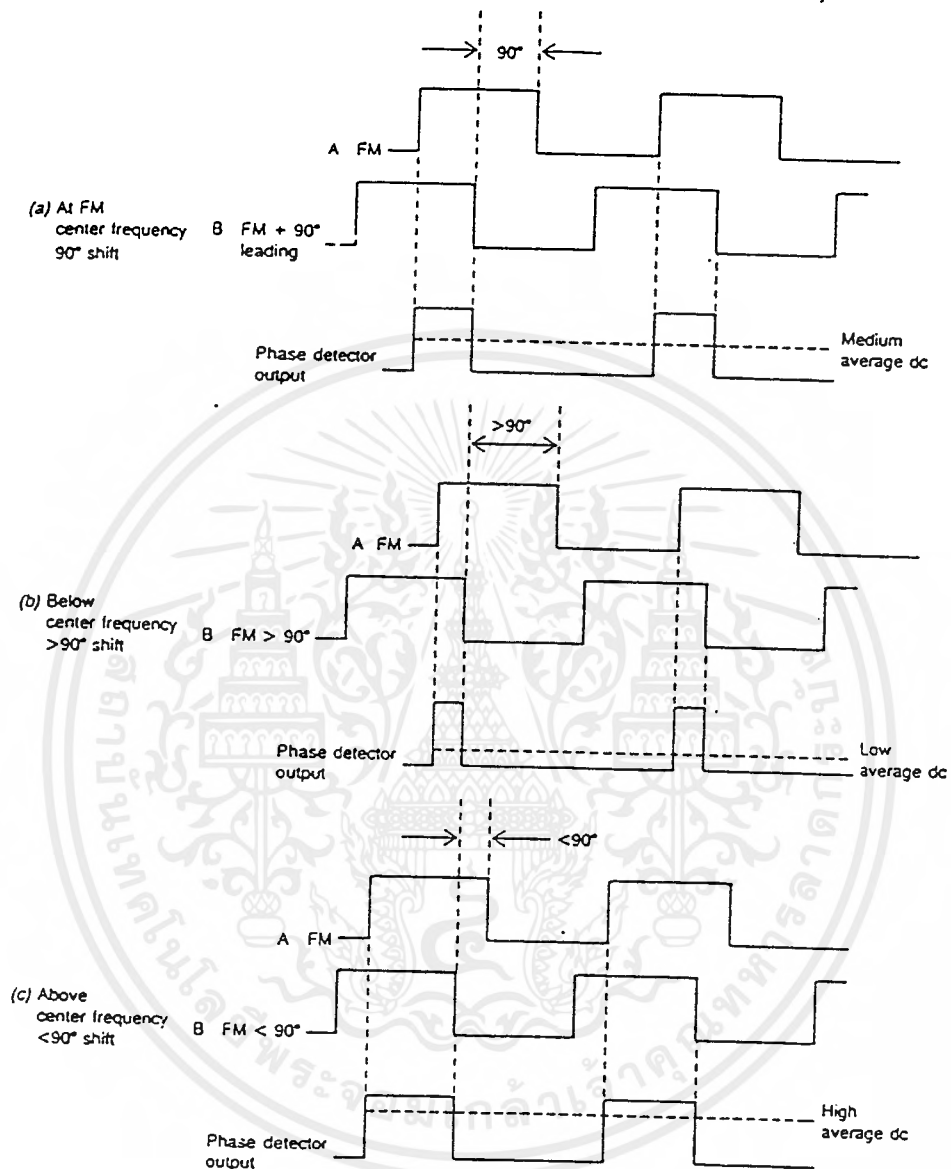 90°
A FM
(a) At FM
center frequency
90° shift
B FM + 90°
leading
Phase detector
output
Medium
average dc
>90°
A FM
(b) Below
center frequency
>90° shift
B FM > 90°
Phase detector
output
Low
average dc
<90°
A FM
(c) Above
center frequency
<90° shift
B FM < 90°
Phase detector
output
High
average dc